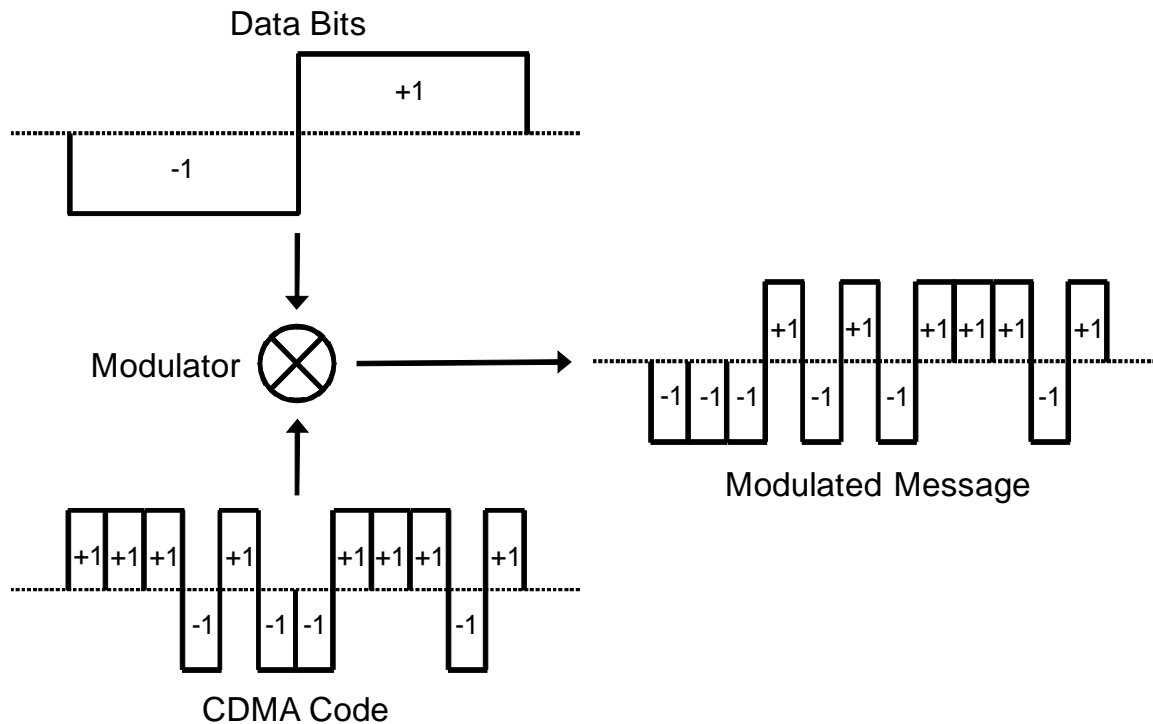 Data Bits
+1
-1
Modulator
+1 +1 +1 +1 +1 +1
-1 -1 -1 -1 -1 -1
Modulated Message
+1 +1 +1 +1 +1 +1 +1 +1
-1 -1 -1 -1
CDMA Code